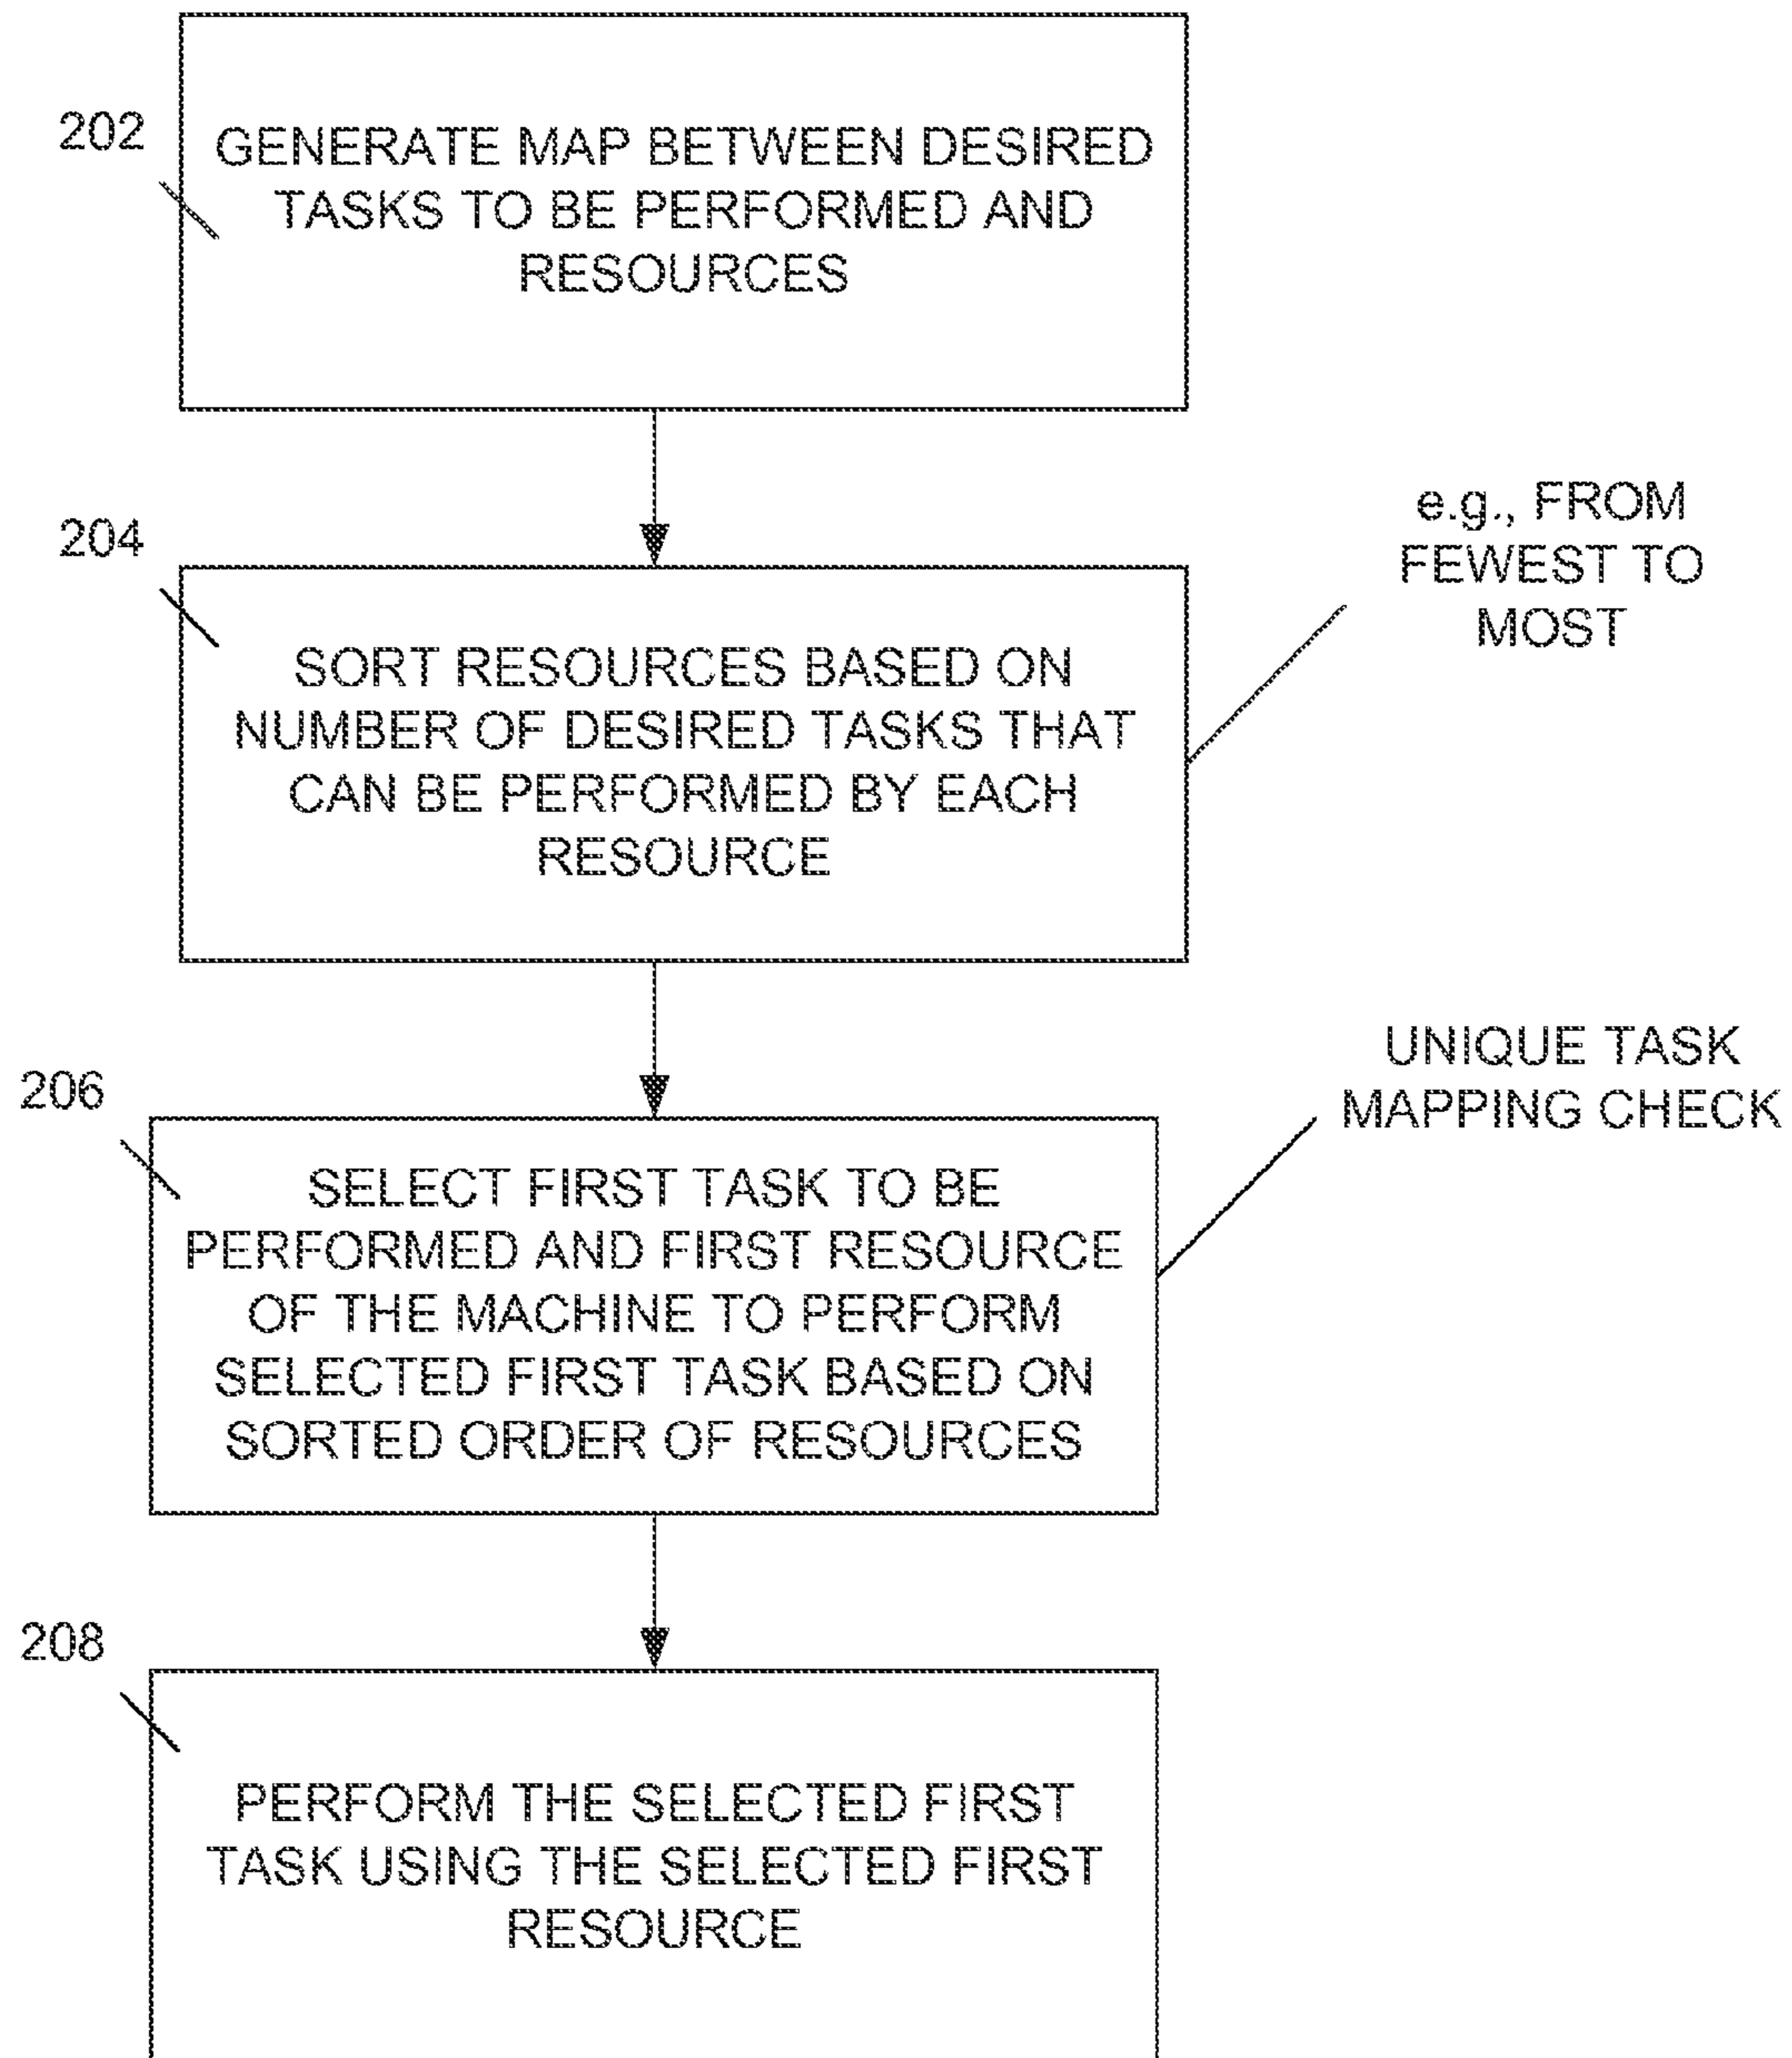 202
GENERATE MAP BETWEEN DESIRED
TASKS TO BE PERFORMED AND
RESOURCES
204
SORT RESOURCES BASED ON
NUMBER OF DESIRED TASKS THAT
CAN BE PERFORMED BY EACH
RESOURCE
e.g., FROM
FEWEST TO
MOST
206
SELECT FIRST TASK TO BE
PERFORMED AND FIRST RESOURCE
OF THE MACHINE TO PERFORM
SELECTED FIRST TASK BASED ON
SORTED ORDER OF RESOURCES
UNIQUE TASK
MAPPING CHECK
208
PERFORM THE SELECTED FIRST
TASK USING THE SELECTED FIRST
RESOURCE